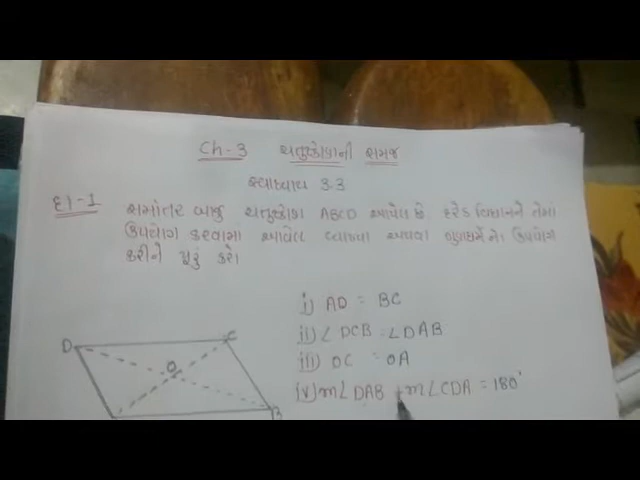 Ch-3 ચતુષ્કોણની સમજ
સ્વાધ્યાય 3.3
દા-1 સમાંતર બાજુ ચતુષ્કોણ ABCD આપેલ છે. દરેક વિધાનને તેમાં
ઉપયોગ કરવામાં આવેલ વ્યાખ્યા અથવા ગુણધર્મનો ઉપયોગ
કરીને પૂરું કરો.
i) AD = BC
ii) ∠DCB = ∠DAB
iii) OC = OA
iv) m∠DAB + m∠CDA = 180°
D C
O
B